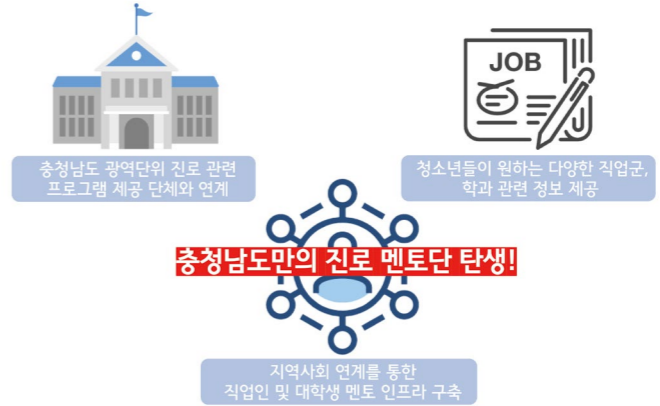 JOB
충청남도 광역단위 진로 관련
프로그램 제공 단체와 연계
청소년들이 원하는 다양한 직업군,
학과 관련 정보 제공
충청남도만의 진로 멘토단 탄생!
지역사회 연계를 통한
직업인 및 대학생 멘토 인프라 구축